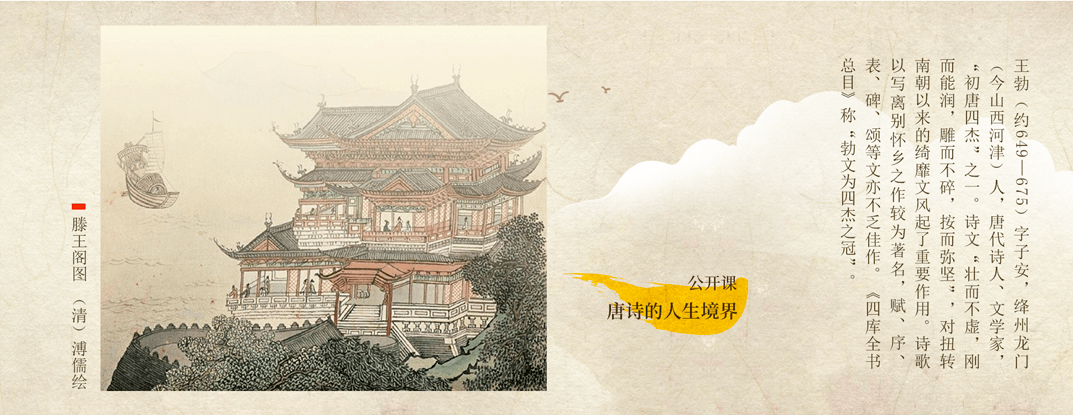 王勃（约649—675）字子安，绛州龙门
（今山西河津）人，唐代诗人、文学家，
“初唐四杰”之一。诗文“壮而不虚，刚
而能润，雕而不碎，按而弥坚”，对扭转
南朝以来的绮靡文风起了重要作用。诗歌
以写离别怀乡之作较为著名，赋、序、
表、碑、颂等文亦不乏佳作。《四库全书
总目》称“勃文为四杰之冠”。
公开课
唐诗的人生境界
滕王阁图 （清）溥儒绘